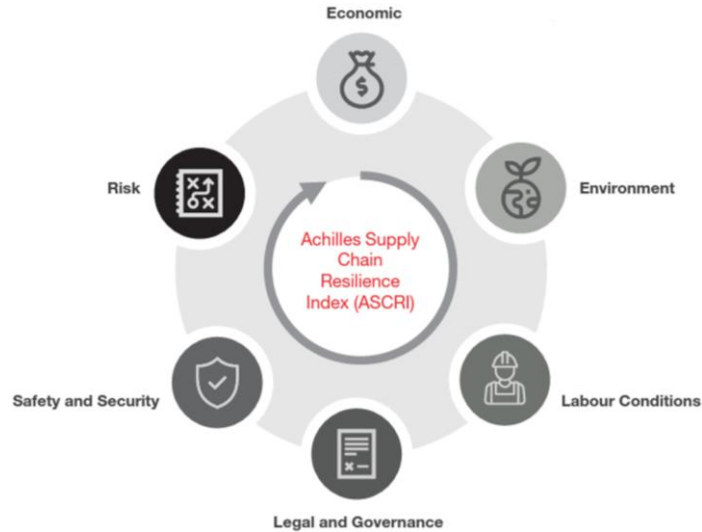 Economic
Risk
Environment
Achilles Supply
Chain
Resilience
Index (ASCRI)
Safety and Security
Labour Conditions
Legal and Governance